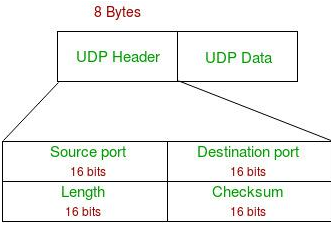 8 Bytes
UDP Header UDP Data
Source port Destination port
16 bits 16 bits
Length Checksum
16 bits 16 bits